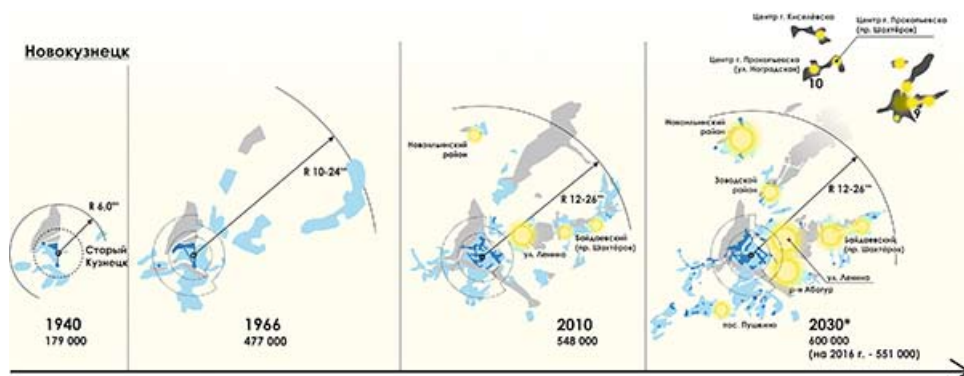 Новокузнецк
R 6,0км
Старый
Кузнецк
1940
179 000
R 10-24км
1966
477 000
Новоильинский
район
R 12-26км
Байдаевский
(пр. Шахтёров)
ул. Ленина
2010
548 000
Центр г. Киселёвска
Центр г. Прокопьевска
(пр. Шахтёров)
Центр г. Прокопьевска
(ул. Ноградская)
10
9
Новоильинский
район
Заводской
район
R 12-26км
Байдаевский
(пр. Шахтёров)
ул. Ленина
р-н Абагур
пос. Пушкино
2030*
600 000
(на 2016 г. - 551 000)